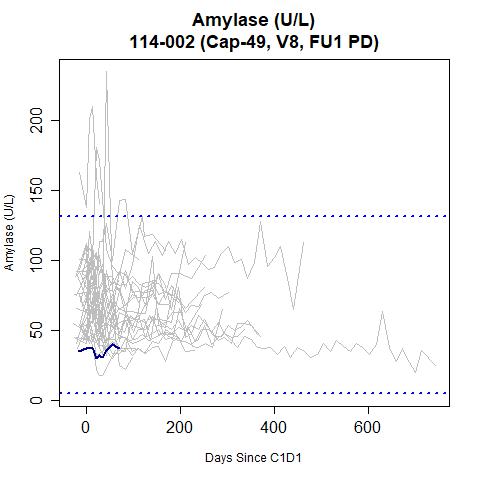 Amylase (U/L)
114-002 (Cap-49, V8, FU1 PD)
Amylase (U/L)
200
150
100
50
0
0 200 400 600
Days Since C1D1